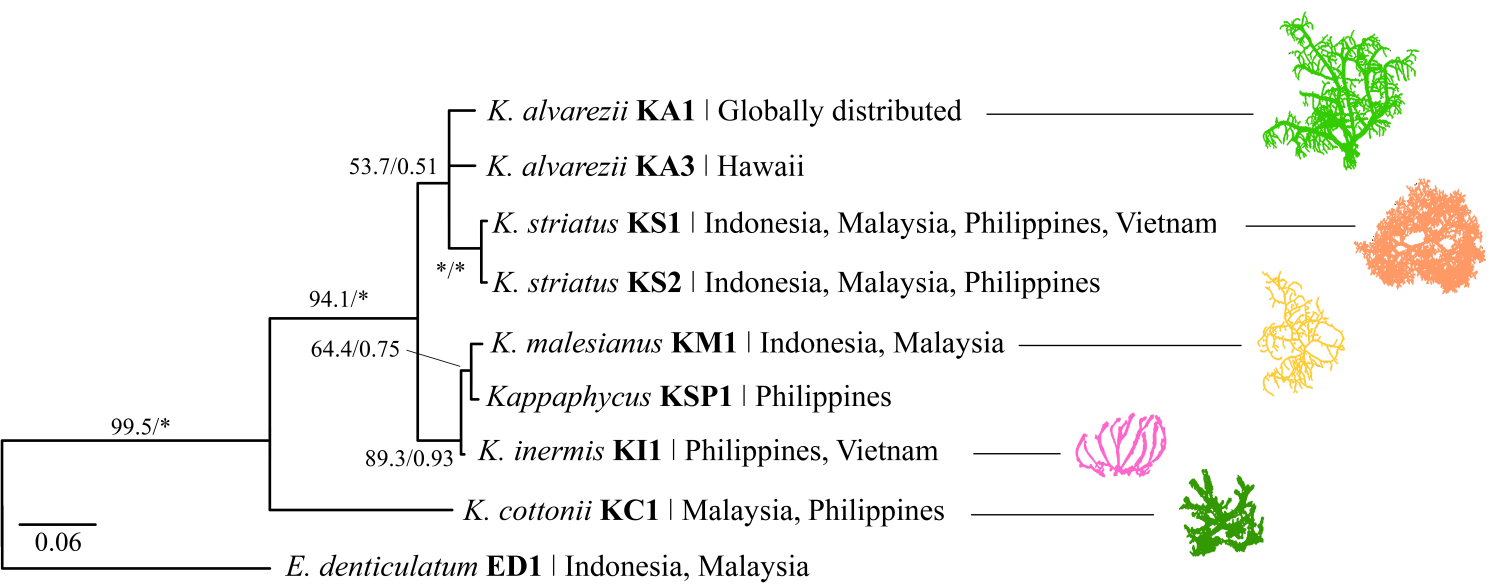 K. alvarezii KA1 | Globally distributed
53.7/0.51
K. alvarezii KA3 | Hawaii
K. striatus KS1 | Indonesia, Malaysia, Philippines, Vietnam
*/*
K. striatus KS2 | Indonesia, Malaysia, Philippines
94.1/*
64.4/0.75
K. malesianus KM1 | Indonesia, Malaysia
Kappaphycus KSP1 | Philippines
99.5/*
89.3/0.93
K. inermis KI1 | Philippines, Vietnam
K. cottonii KC1 | Malaysia, Philippines
0.06
E. denticulatum ED1 | Indonesia, Malaysia